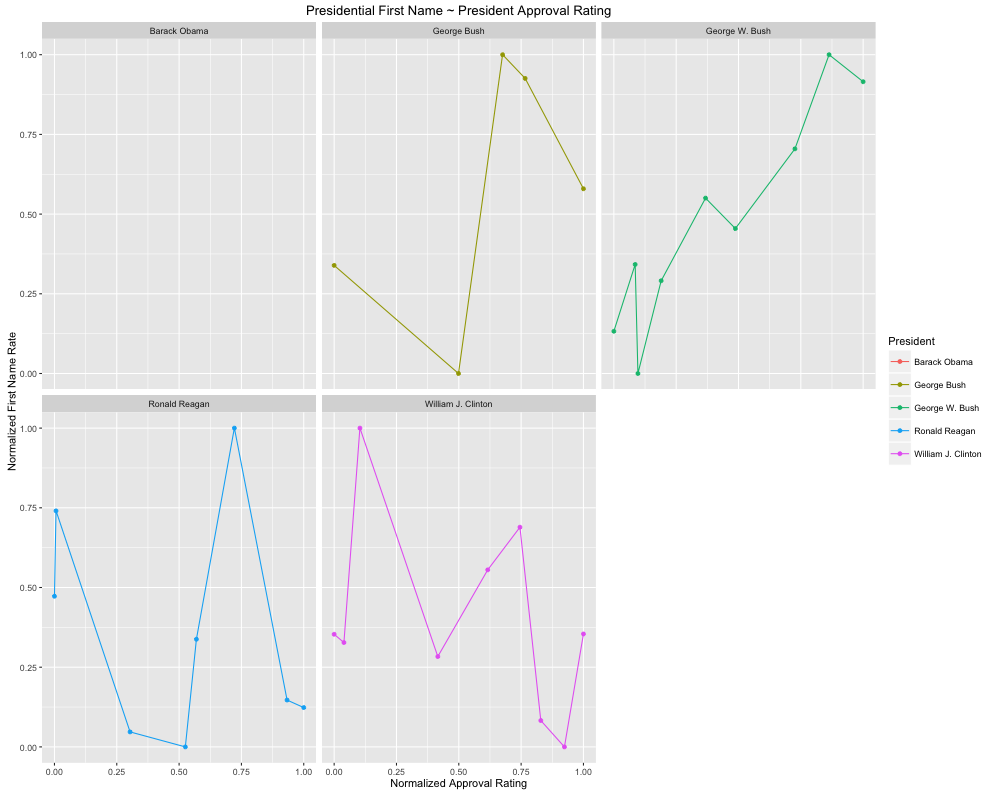 Presidential First Name ~ President Approval Rating
Barack Obama
George Bush
George W. Bush
1.00
0.75
0.50
0.25
0.00
Normalized First Name Rate
Ronald Reagan
William J. Clinton
1.00
0.75
0.50
0.25
0.00
0.00 0.25 0.50 0.75 1.00
0.00 0.25 0.50 0.75 1.00
Normalized Approval Rating
President
Barack Obama
George Bush
George W. Bush
Ronald Reagan
William J. Clinton